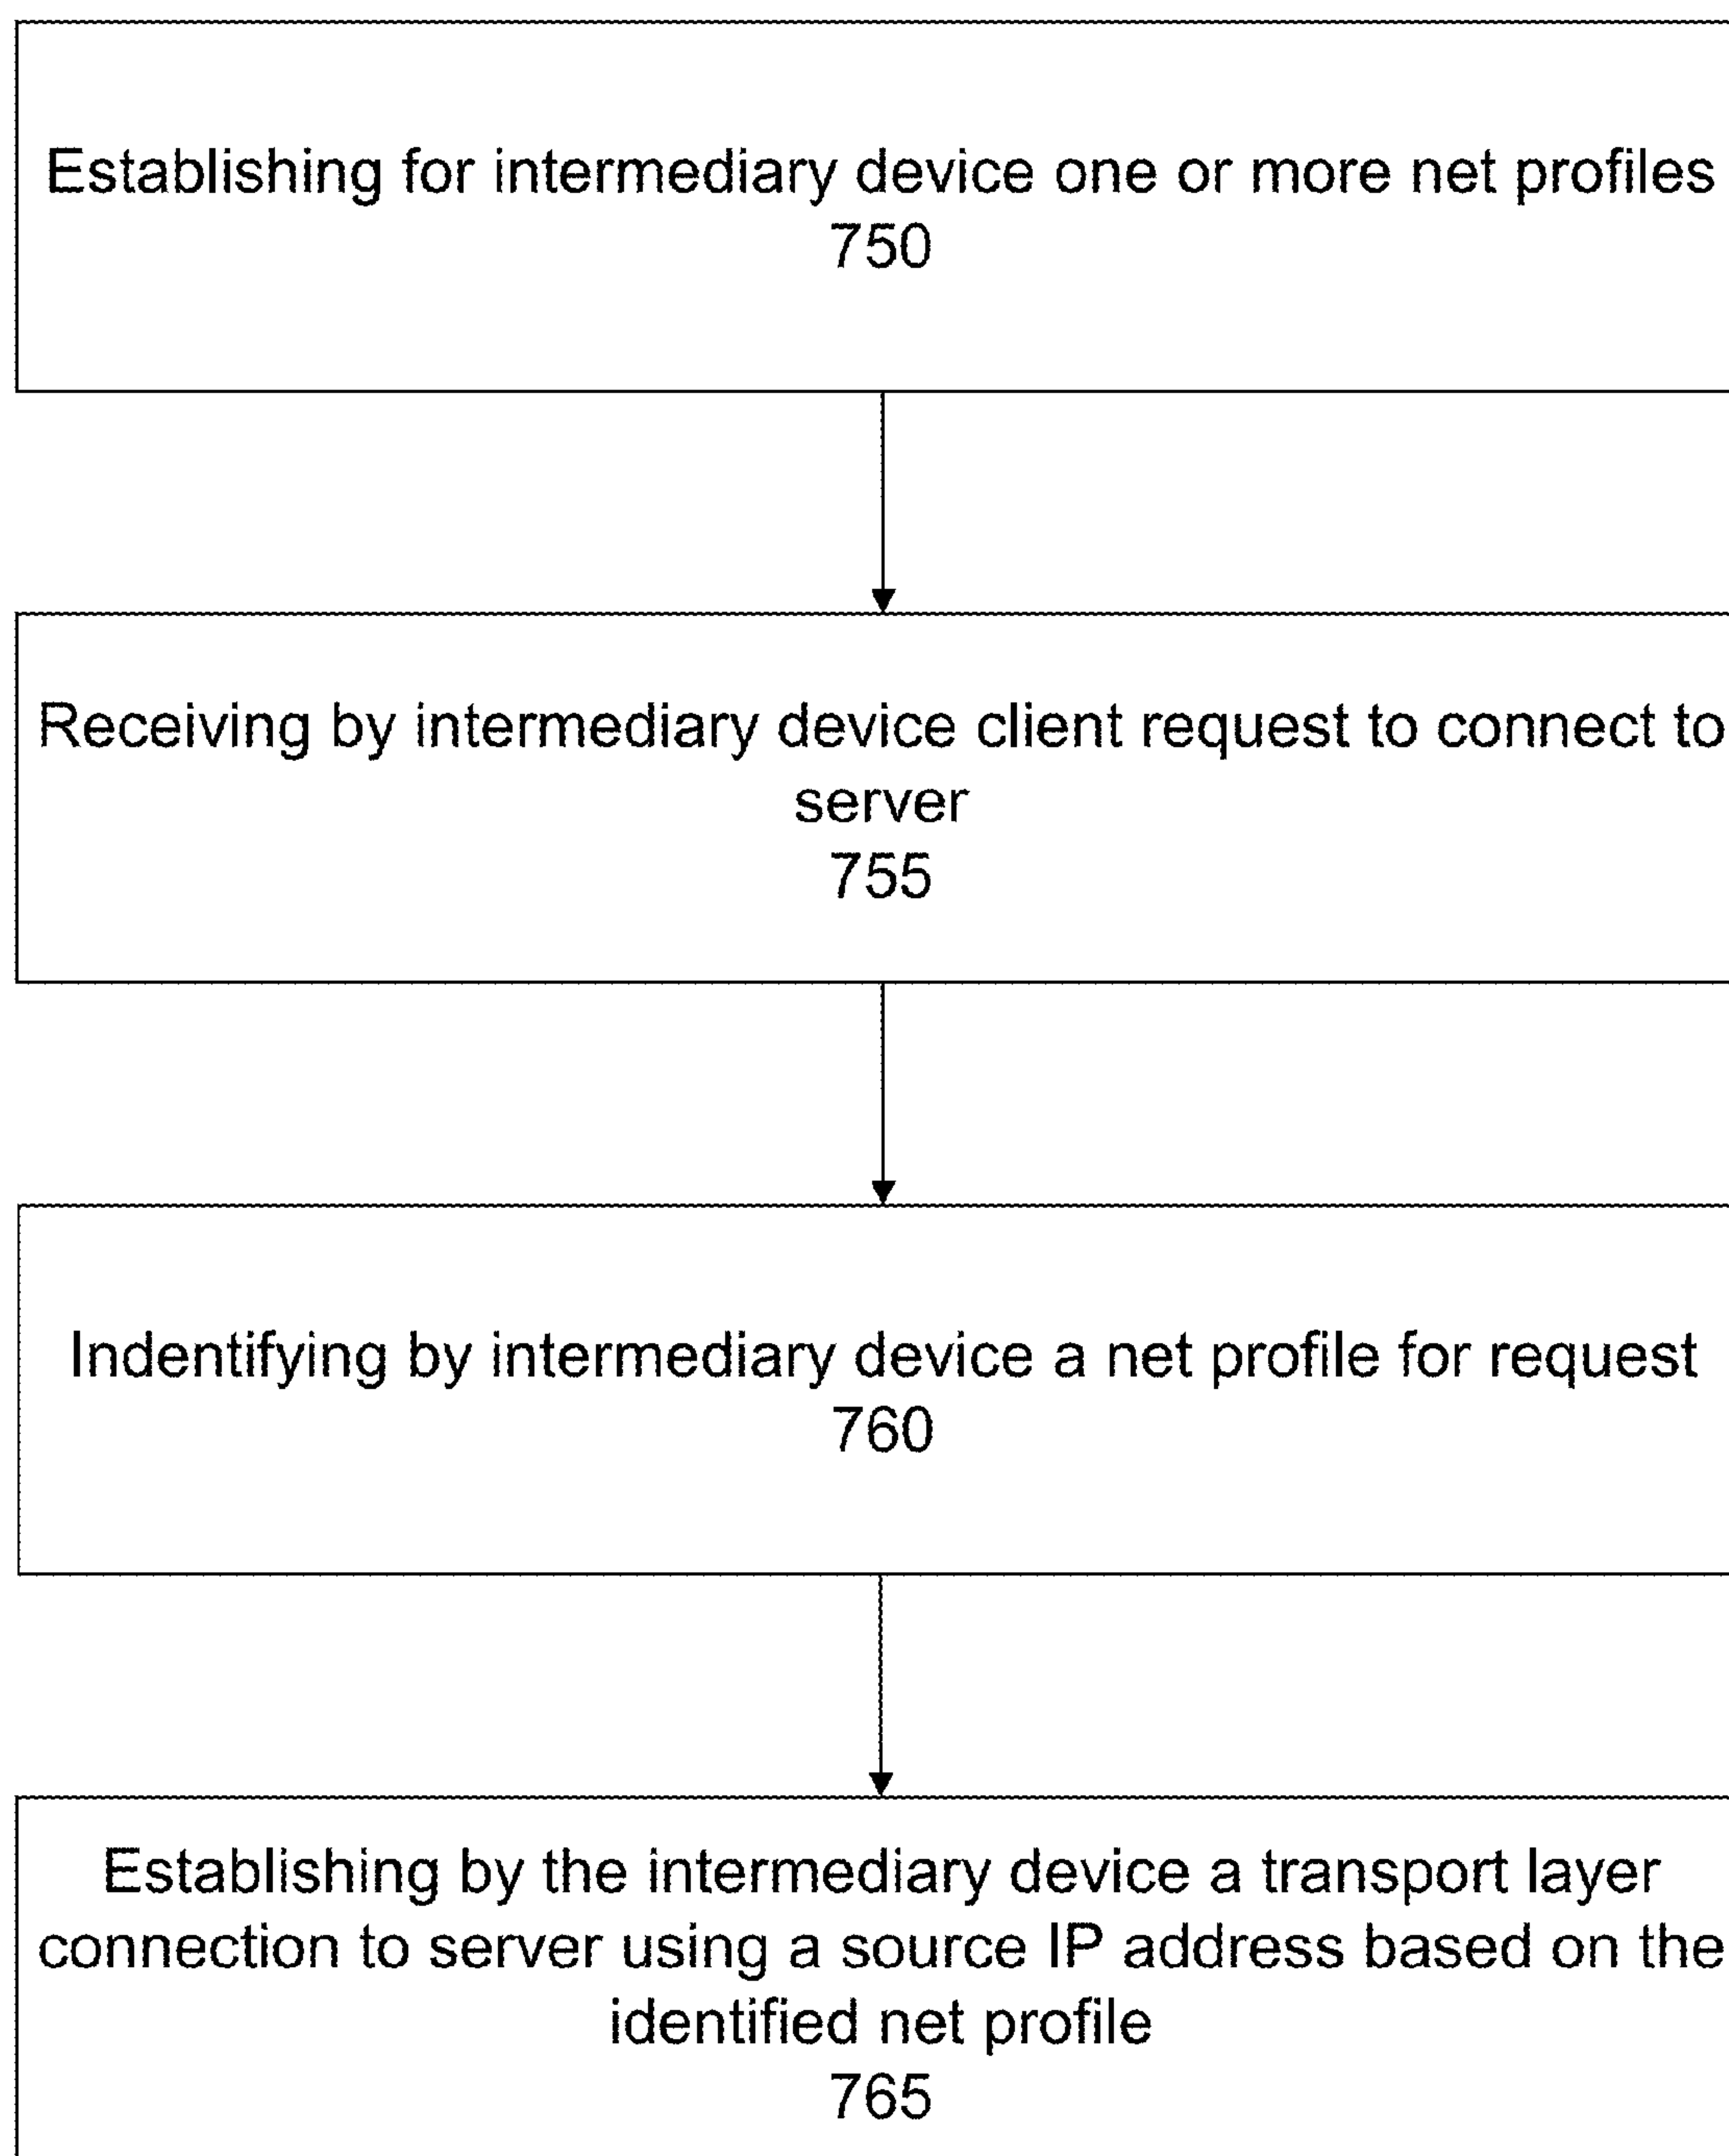 Establishing for intermediary device one or more net profiles
750
Receiving by intermediary device client request to connect to
server
755
Indentifying by intermediary device a net profile for request
760
Establishing by the intermediary device a transport layer
connection to server using a source IP address based on the
identified net profile
765